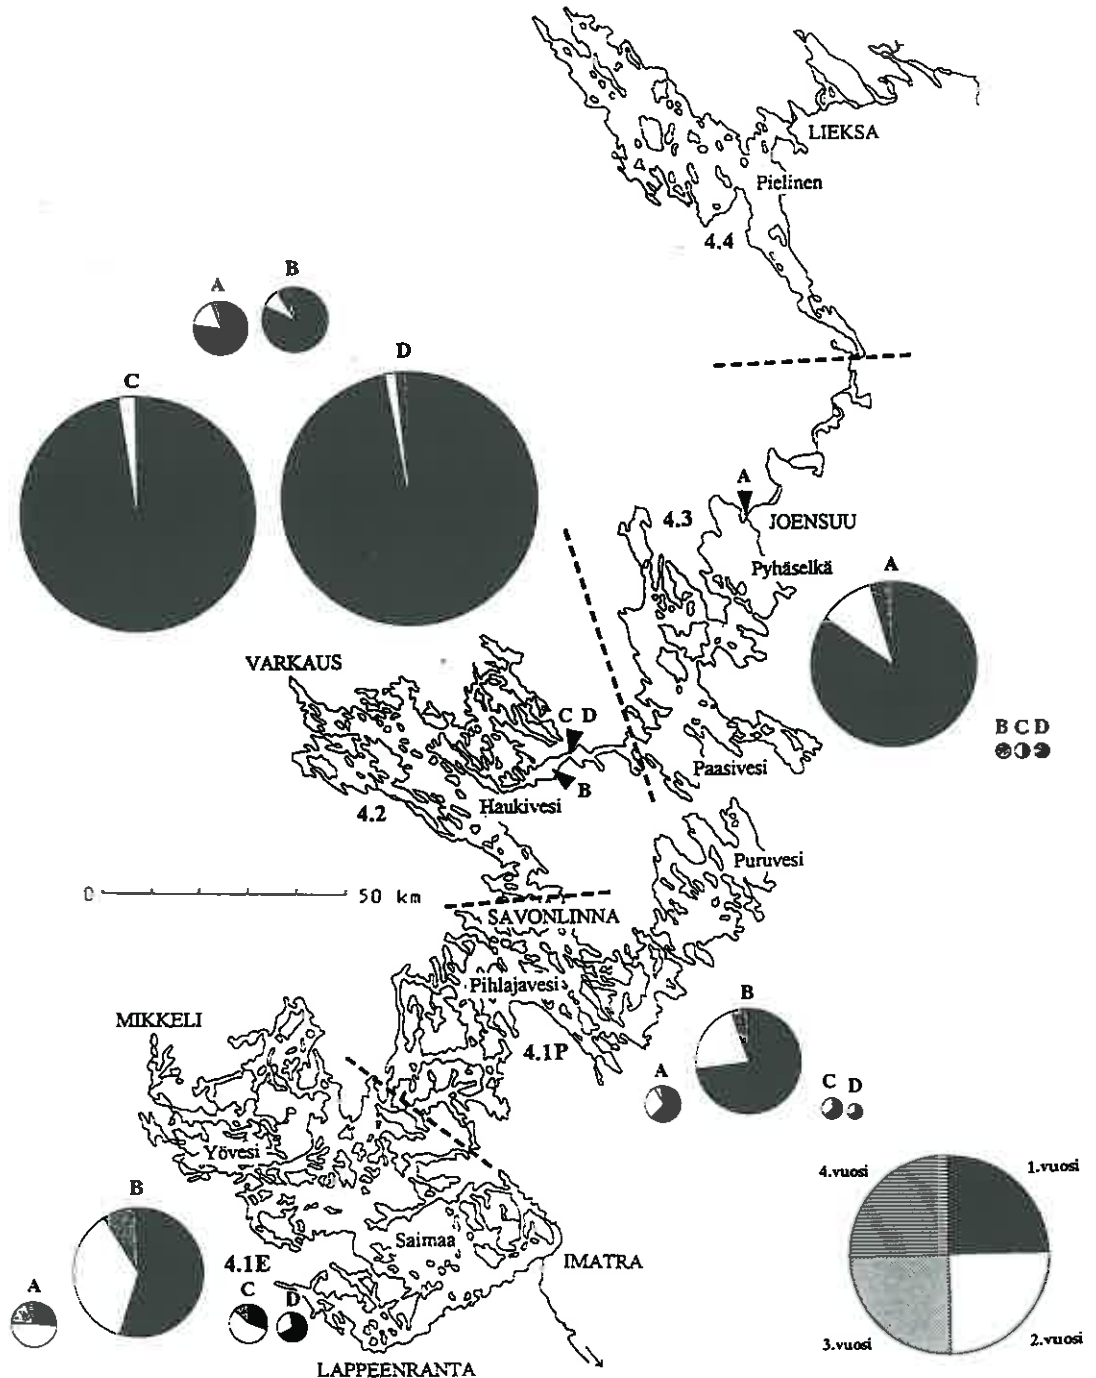 LIEKSA
Pielinen
4.4
A
B
D
C
A
4.3
JOENSUU
Pyhäselkä
A
VARKAUS
C D
B C D
Paasivesi
B
Haukivesi
4.2
Puruvesi
0 50 km
SAVONLINNA
Pihlajavesi
B
MIKKELI
4.1P
A
C D
Yövesi
4.vuosi 1.vuosi
B
Saimaa
4.1E
IMATRA
A
C D
3.vuosi 2.vuosi
LAPPEENRANTA